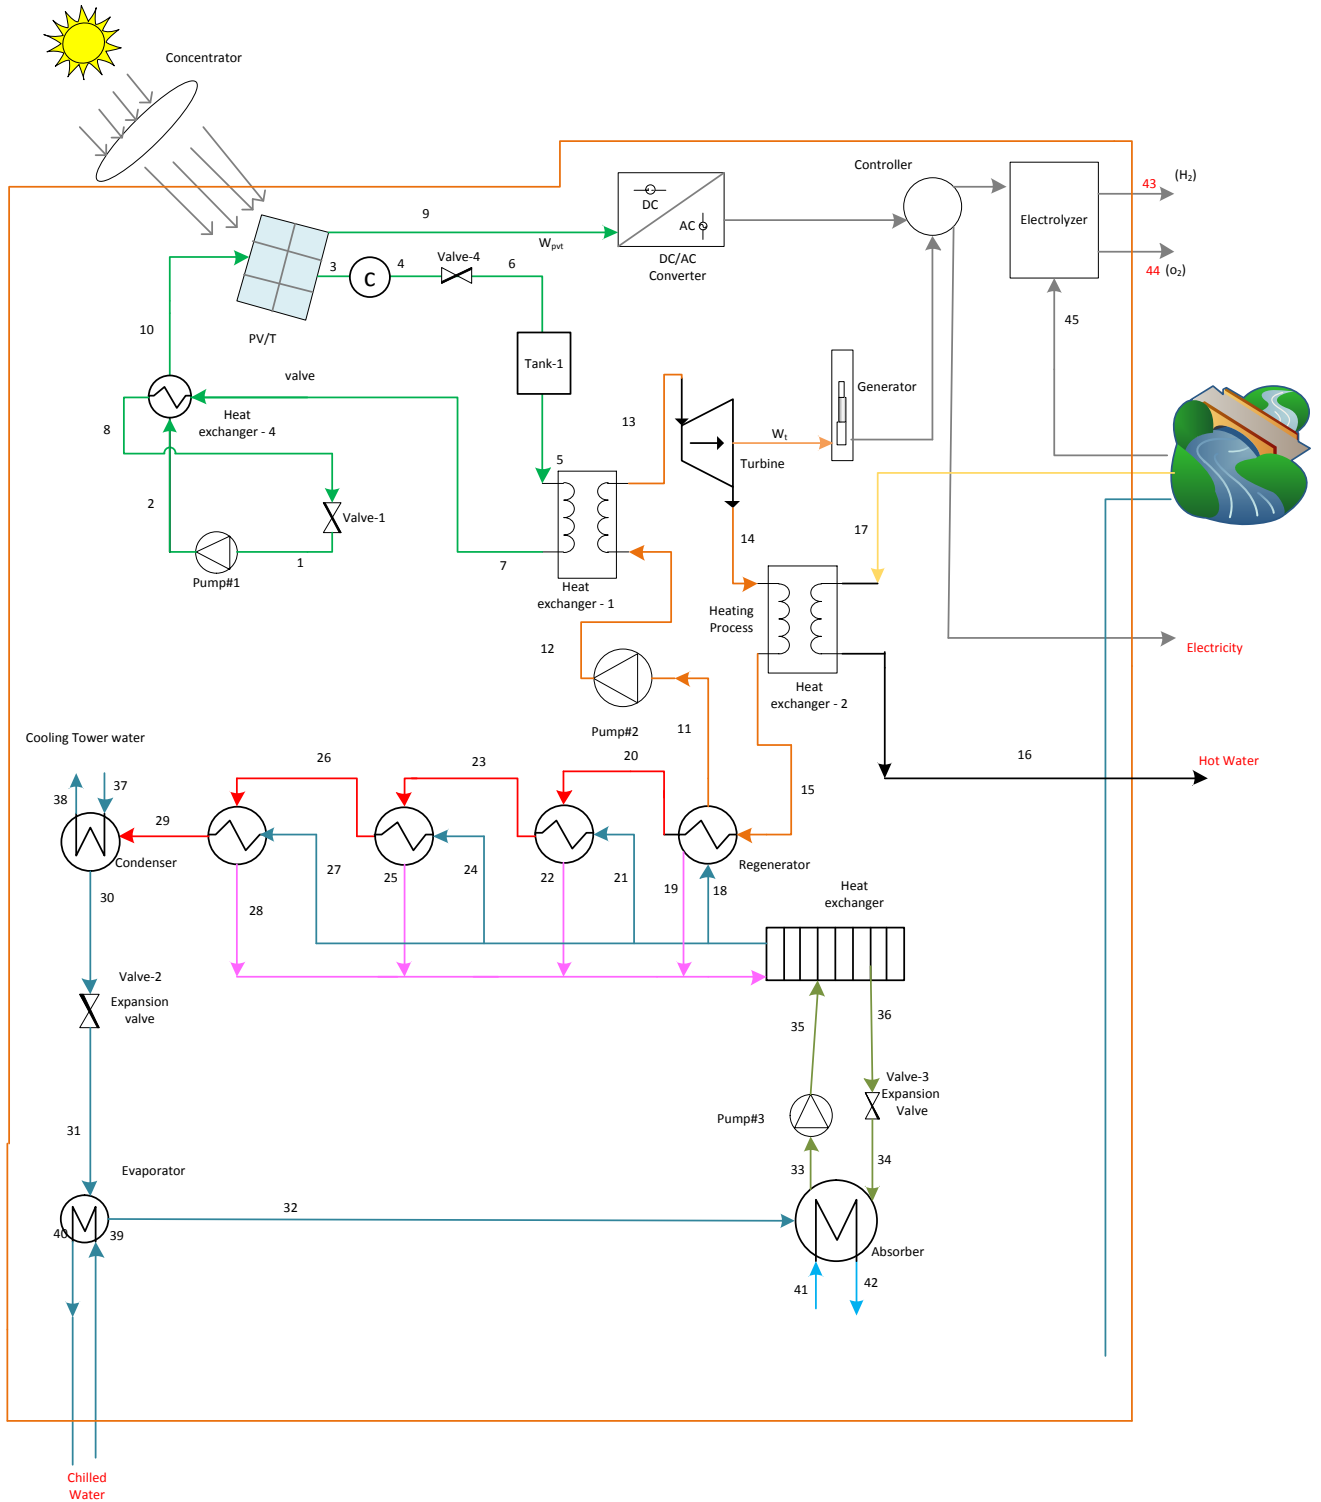 Concentrator
Controller
43
(H₂)
DC
Electrolyzer
AC
9
Wpvt
DC/AC
Converter
44
(o₂)
3
4
Valve-4
6
C
10
PV/T
45
Tank-1
valve
Generator
8
Heat
exchanger - 4
13
Wt
Turbine
5
2
Valve-1
17
14
1
7
Pump#1
Heat
exchanger - 1
Heating
Process
12
Electricity
Heat
exchanger - 2
Pump#2
11
Cooling Tower water
26
23
20
16
Hot Water
37
38
15
29
Condenser
27
25
24
22
21
19
18
Regenerator
30
28
Heat
exchanger
Valve-2
Expansion
valve
35
36
Valve-3
Expansion
Valve
Pump#3
31
Evaporator
33
34
32
40
39
Absorber
41
42
Chilled
Water